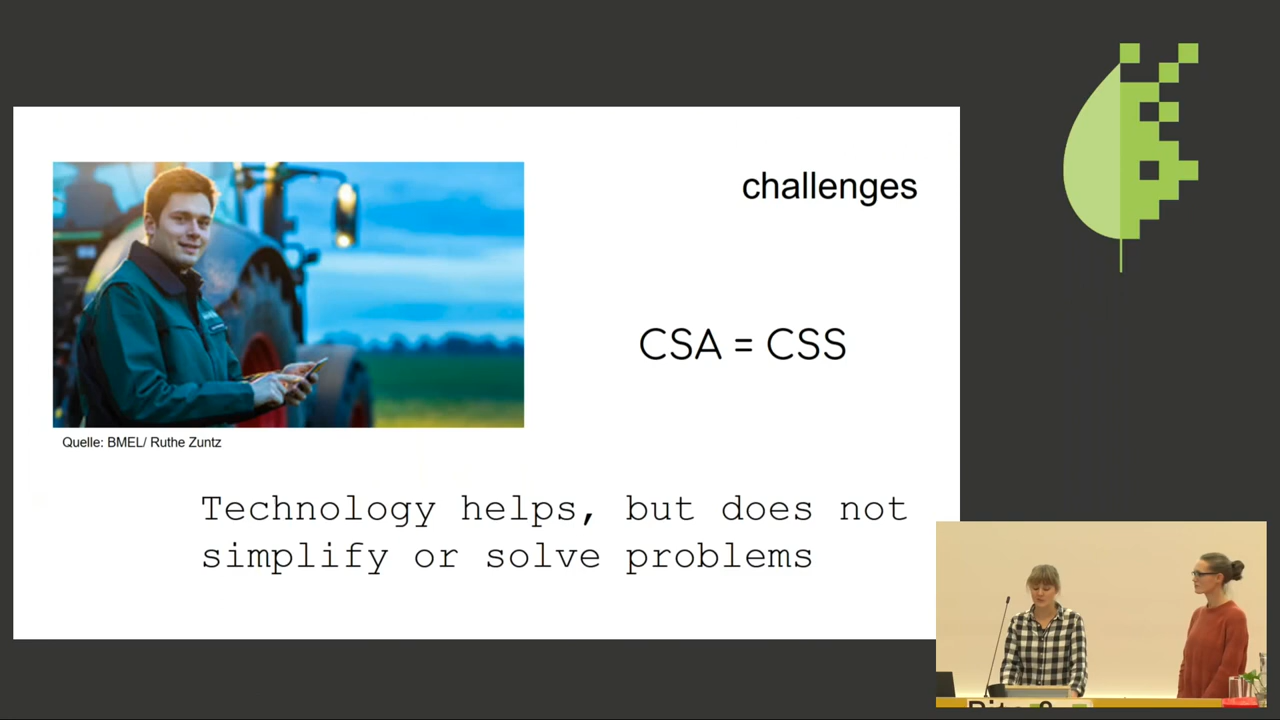 challenges
CSA = CSS
Quelle: BMEL/ Ruthe Zuntz
Technology helps, but does not
simplify or solve problems